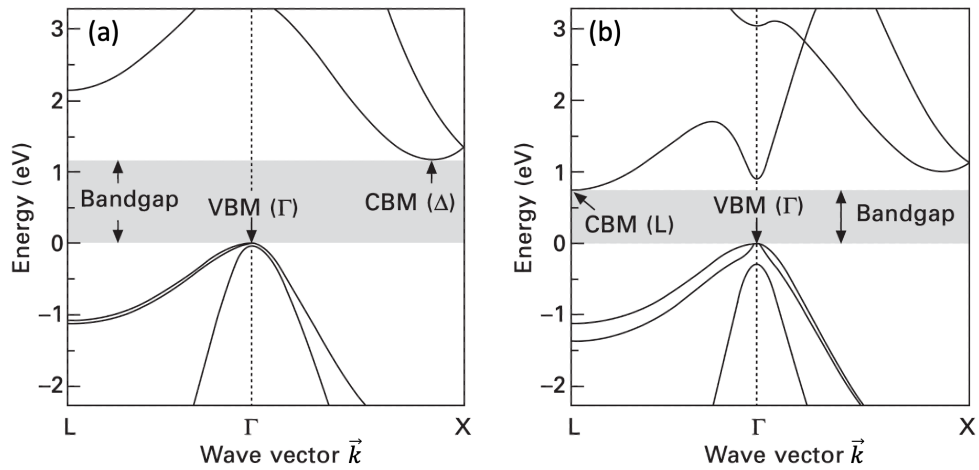 (a)
3
2
1
0
−1
−2
Energy (eV)
Bandgap
VBM (Γ)
CBM (Δ)
L
Γ
X
Wave vector k⃗
(b)
3
2
1
0
−1
−2
Energy (eV)
CBM (L)
VBM (Γ)
Bandgap
L
Γ
X
Wave vector k⃗